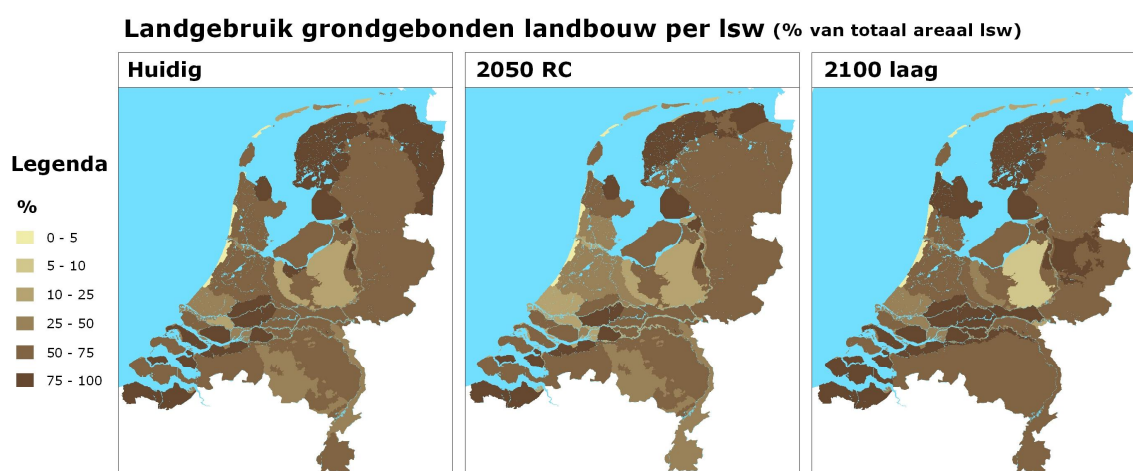 Landgebruik grondgebonden landbouw per lsw (% van totaal areaal lsw)
Huidig
2050 RC
2100 laag
Legenda
%
0 - 5
5 - 10
10 - 25
25 - 50
50 - 75
75 - 100